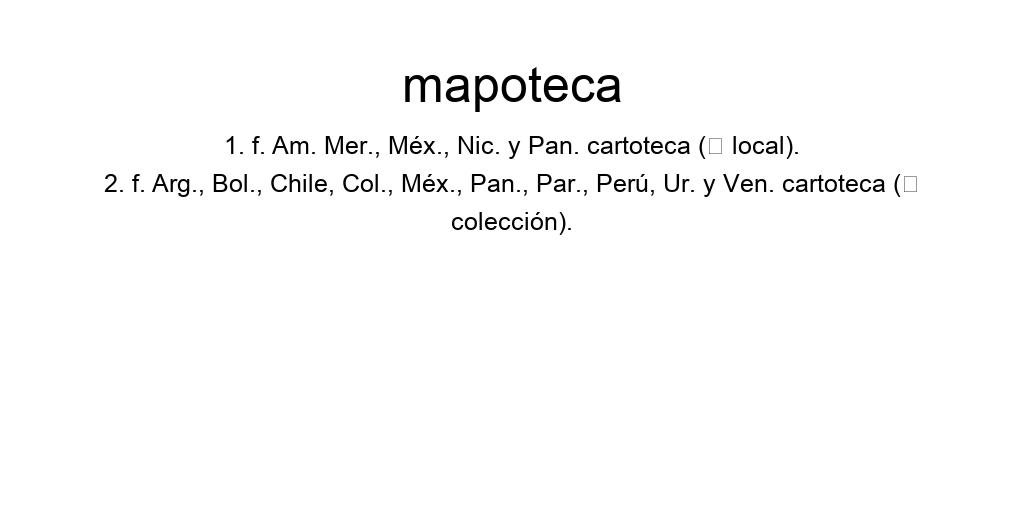 mapoteca
1. f. Am. Mer., Méx., Nic. y Pan. cartoteca (▯ local).
2. f. Arg., Bol., Chile, Col., Méx., Pan., Par., Perú, Ur. y Ven. cartoteca (▯
colección).